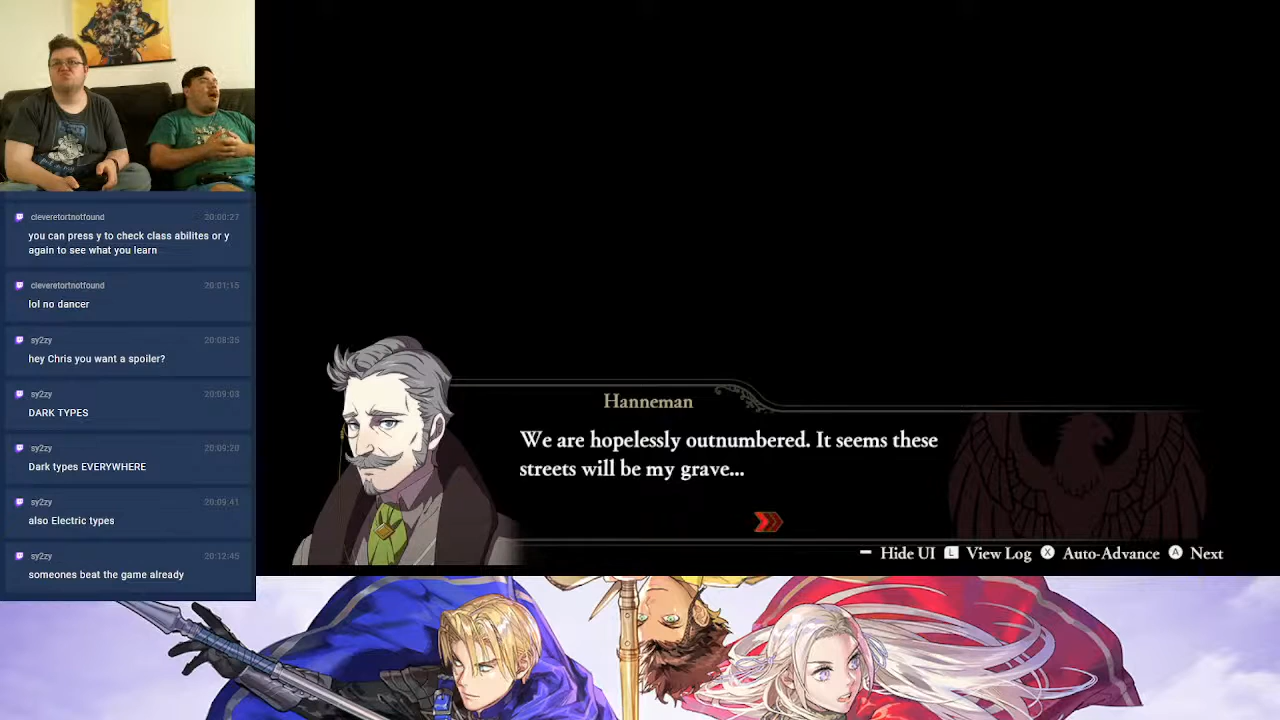 cleveretortnotfound 20:00:27
you can press y to check class abilites or y
again to see what you learn
cleveretortnotfound 20:01:15
lol no dancer
sy2zy 20:08:35
hey Chris you want a spoiler?
sy2zy 20:09:03
DARK TYPES
sy2zy 20:09:20
Dark types EVERYWHERE
sy2zy 20:09:41
also Electric types
sy2zy 20:12:45
someones beat the game already
Hanneman
We are hopelessly outnumbered. It seems these
streets will be my grave...
Hide UI L View Log X Auto-Advance A Next